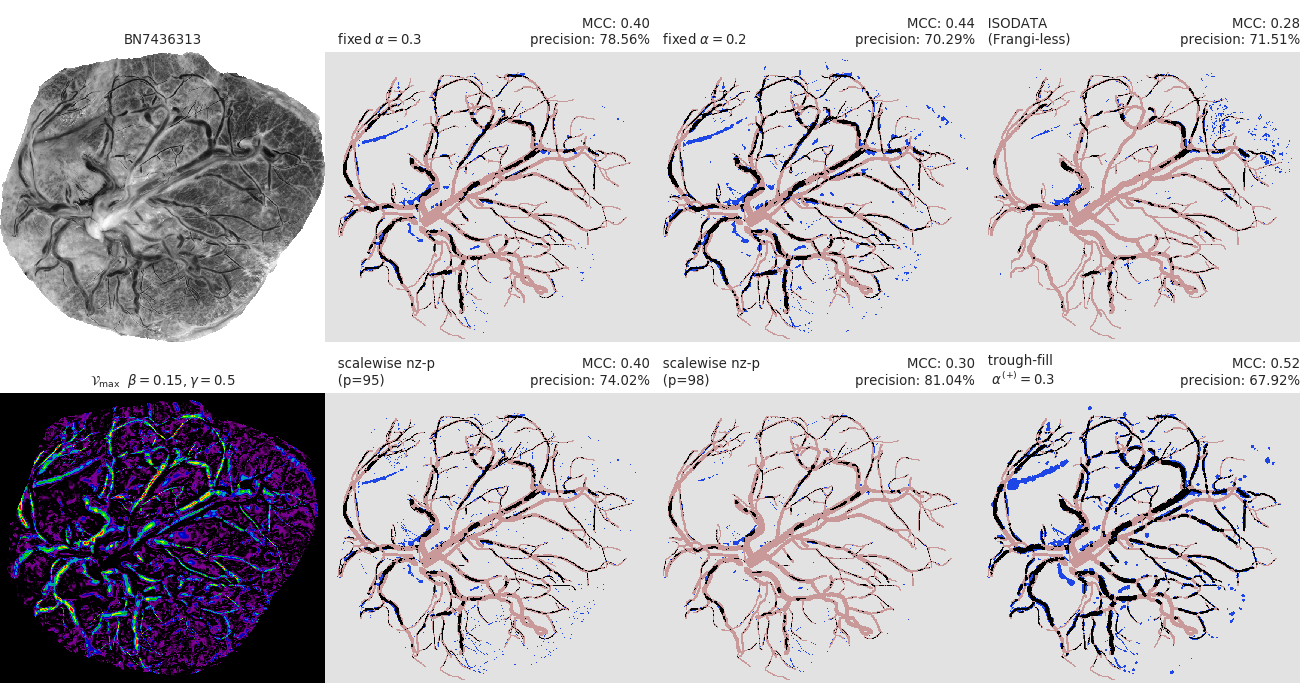 BN7436313
fixed α = 0.3
MCC: 0.40
precision: 78.56%
fixed α = 0.2
MCC: 0.44
precision: 70.29%
ISODATA
(Frangi-less)
MCC: 0.28
precision: 71.51%
𝒱max β = 0.15, γ = 0.5
scalewise nz-p
(p=95)
MCC: 0.40
precision: 74.02%
scalewise nz-p
(p=98)
MCC: 0.30
precision: 81.04%
trough-fill
α(+) = 0.3
MCC: 0.52
precision: 67.92%